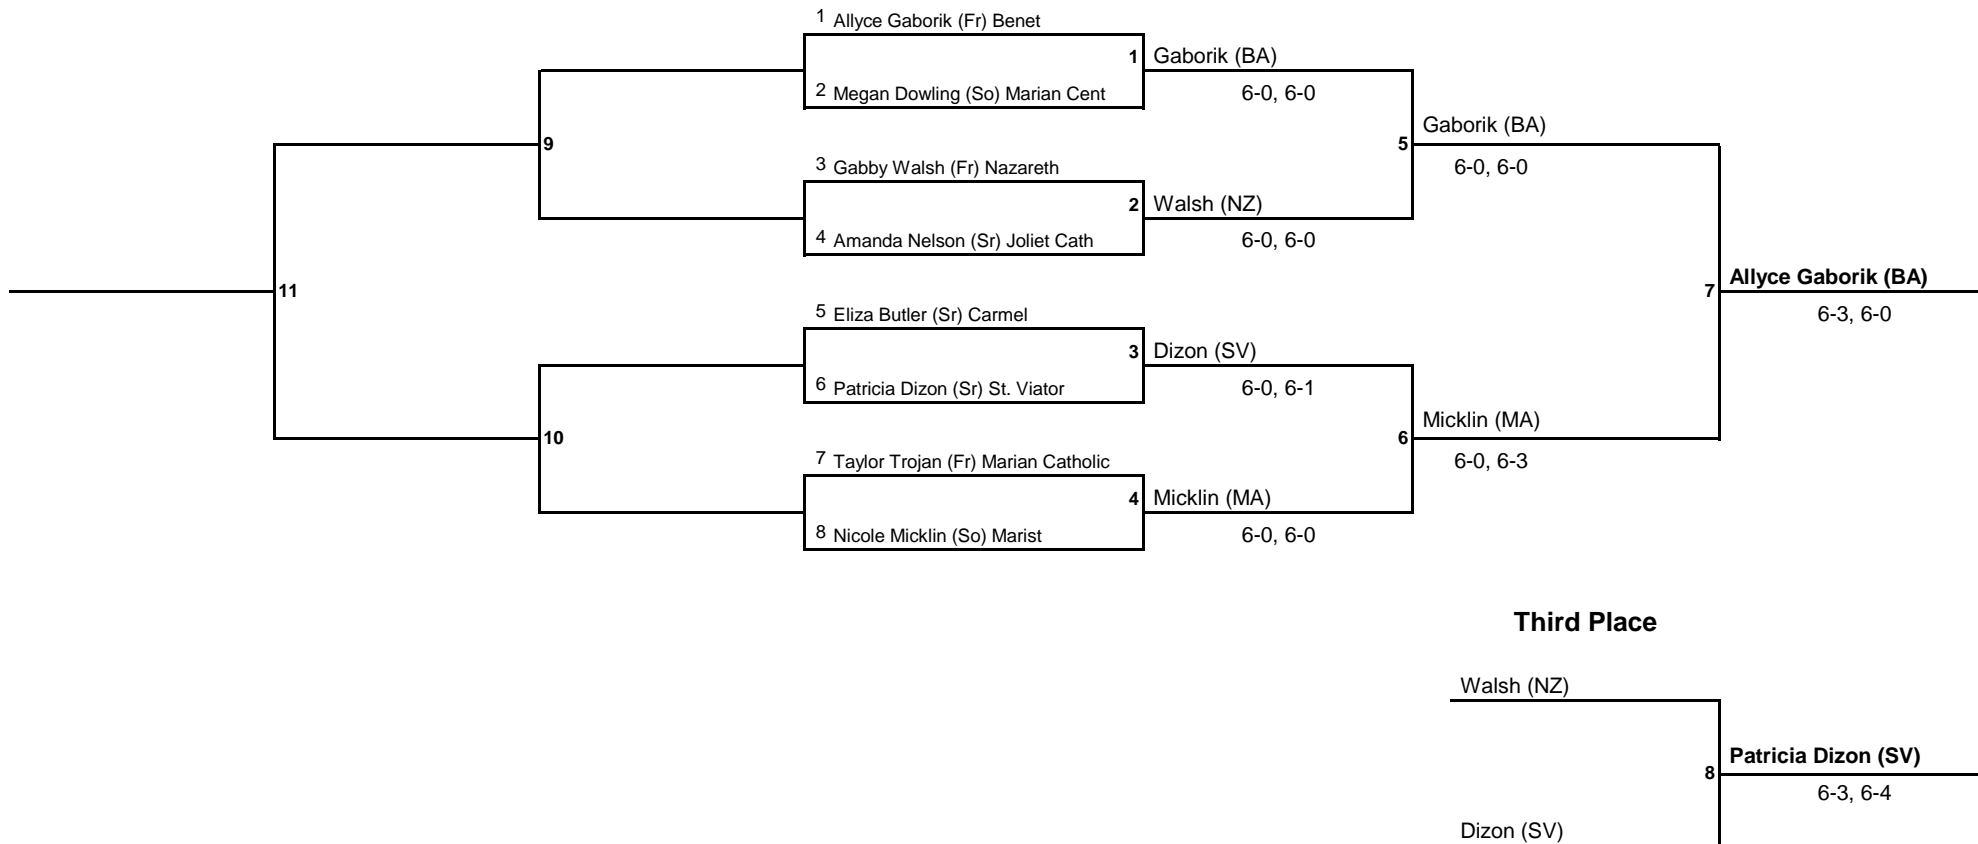 1 Allyce Gaborik (Fr) Benet
1 Gaborik (BA)
2 Megan Dowling (So) Marian Cent
6-0, 6-0
Gaborik (BA)
9
5
3 Gabby Walsh (Fr) Nazareth
6-0, 6-0
2 Walsh (NZ)
4 Amanda Nelson (Sr) Joliet Cath
6-0, 6-0
Allyce Gaborik (BA)
11
7
5 Eliza Butler (Sr) Carmel
6-3, 6-0
3 Dizon (SV)
6 Patricia Dizon (Sr) St. Viator
6-0, 6-1
Micklin (MA)
10
6
7 Taylor Trojan (Fr) Marian Catholic
6-0, 6-3
4 Micklin (MA)
8 Nicole Micklin (So) Marist
6-0, 6-0
Third Place
Walsh (NZ)
Patricia Dizon (SV)
8
6-3, 6-4
Dizon (SV)